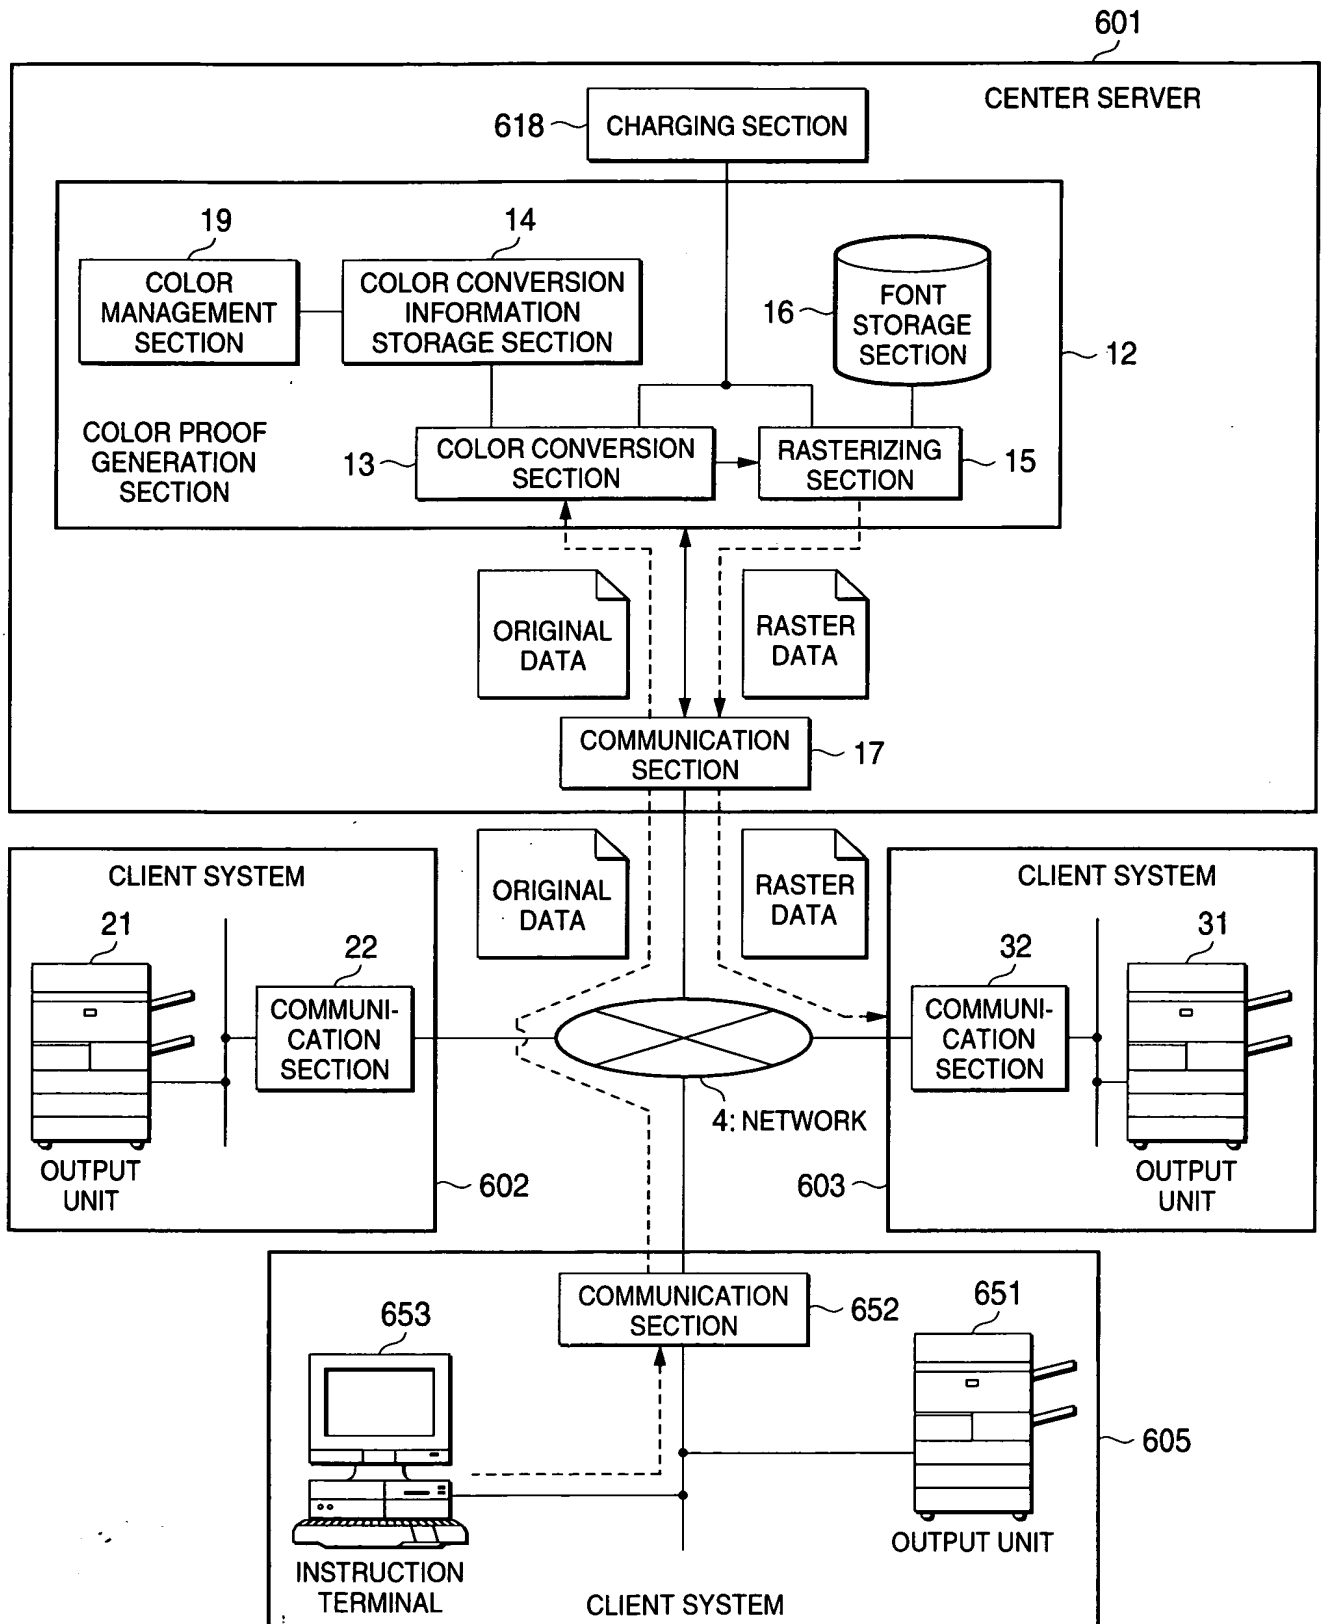 601
CENTER SERVER
618
CHARGING SECTION
19
14
COLOR
MANAGEMENT
SECTION
COLOR CONVERSION
INFORMATION
STORAGE SECTION
16
FONT
STORAGE
SECTION
12
COLOR PROOF
GENERATION
SECTION
13
COLOR CONVERSION
SECTION
RASTERIZING
SECTION
15
ORIGINAL
DATA
RASTER
DATA
COMMUNICATION
SECTION
17
ORIGINAL
DATA
RASTER
DATA
CLIENT SYSTEM
21
22
COMMUNI-
CATION
SECTION
OUTPUT
UNIT
602
CLIENT SYSTEM
32
31
COMMUNI-
CATION
SECTION
OUTPUT
UNIT
603
4: NETWORK
COMMUNICATION
SECTION
652
653
651
605
INSTRUCTION
TERMINAL
OUTPUT UNIT
CLIENT SYSTEM